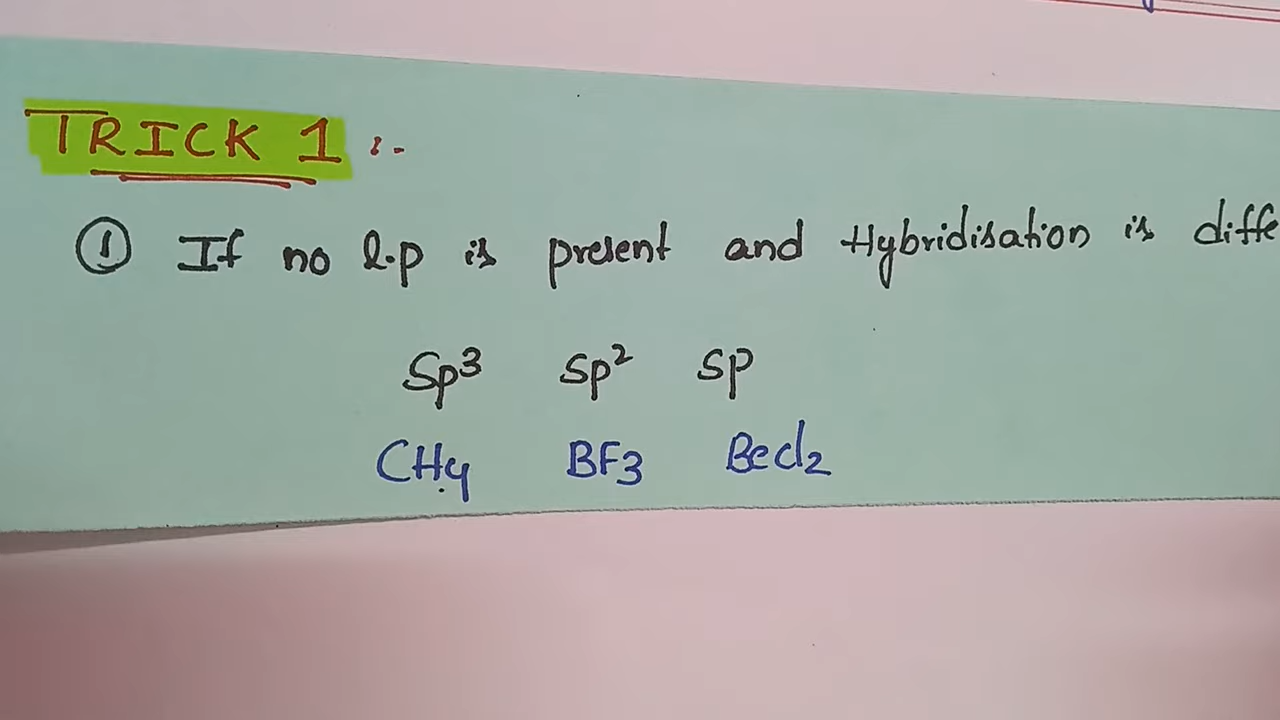 TRICK 1 :-
① If no l.p is present and Hybridisation is diffe
Sp³ Sp² SP
CH4 BF3 Becl2